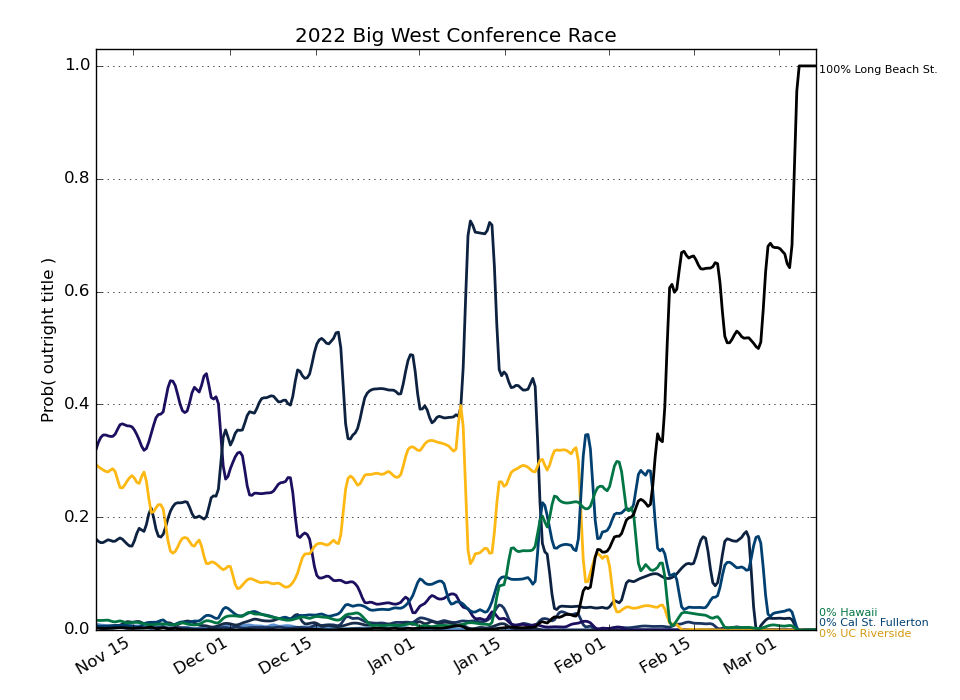 2022 Big West Conference Race
Prob( outright title )
1.0
0.8
0.6
0.4
0.2
0.0
100% Long Beach St.
0% Hawaii
0% Cal St. Fullerton
0% UC Riverside
Nov 15
Dec 01
Dec 15
Jan 01
Jan 15
Feb 01
Feb 15
Mar 01